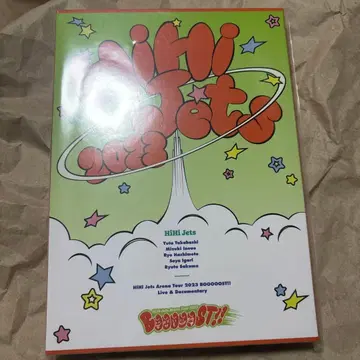 HiHi
Jets
2023
HiHi Jets
Yuto Takahashi
Mizuki Inoue
Ryo Hashimoto
Soya Igari
Ryuto Sakuma
HiHi Jets Arena Tour 2023 BOOOOOST!!
Live & Documentary
BOOOOOST!!